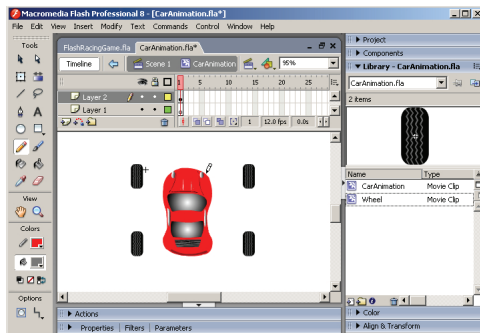 Macromedia Flash Professional 8 - [CarAnimation.fla*]
File Edit View Insert Modify Text Commands Control Window Help
Tools
View
Colors
Options
FlashRacingGame.fla CarAnimation.fla*
Timeline Scene 1 CarAnimation 95%
1 5 10 15 20 25
Layer 2
Layer 1
1 12.0 fps 0.0s
Actions
Properties Filters Parameters
Project
Components
Library - CarAnimation.fla
CarAnimation.fla
2 items
Name Type
CarAnimation Movie Clip
Wheel Movie Clip
Color
Align & Transform